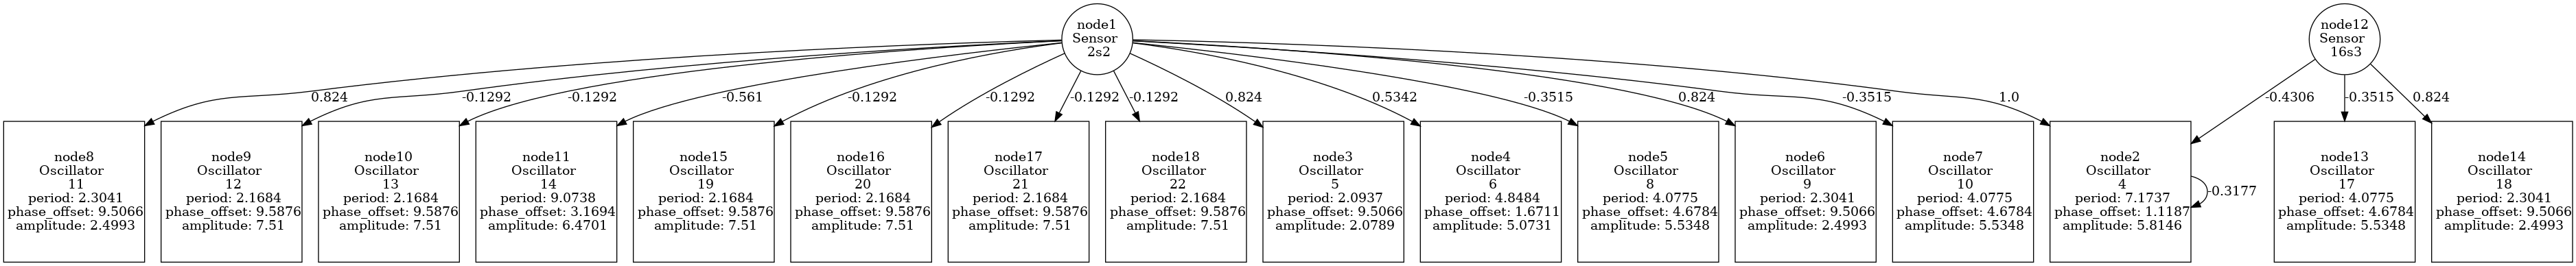 node1
Sensor
2s2
node12
Sensor
16s3
0.824
-0.1292
-0.1292
-0.561
-0.1292
-0.1292
-0.1292
-0.1292
0.824
0.5342
-0.3515
0.824
-0.3515
1.0
-0.4306
-0.3515
0.824
node8
Oscillator
11
period: 2.3041
phase_offset: 9.5066
amplitude: 2.4993
node9
Oscillator
12
period: 2.1684
phase_offset: 9.5876
amplitude: 7.51
node10
Oscillator
13
period: 2.1684
phase_offset: 9.5876
amplitude: 7.51
node11
Oscillator
14
period: 9.0738
phase_offset: 3.1694
amplitude: 6.4701
node15
Oscillator
19
period: 2.1684
phase_offset: 9.5876
amplitude: 7.51
node16
Oscillator
20
period: 2.1684
phase_offset: 9.5876
amplitude: 7.51
node17
Oscillator
21
period: 2.1684
phase_offset: 9.5876
amplitude: 7.51
node18
Oscillator
22
period: 2.1684
phase_offset: 9.5876
amplitude: 7.51
node3
Oscillator
5
period: 2.0937
phase_offset: 9.5066
amplitude: 2.0789
node4
Oscillator
6
period: 4.8484
phase_offset: 1.6711
amplitude: 5.0731
node5
Oscillator
8
period: 4.0775
phase_offset: 4.6784
amplitude: 5.5348
node6
Oscillator
9
period: 2.3041
phase_offset: 9.5066
amplitude: 2.4993
node7
Oscillator
10
period: 4.0775
phase_offset: 4.6784
amplitude: 5.5348
node2
Oscillator
4
period: 7.1737
phase_offset: 1.1187
amplitude: 5.8146
-0.3177
node13
Oscillator
17
period: 4.0775
phase_offset: 4.6784
amplitude: 5.5348
node14
Oscillator
18
period: 2.3041
phase_offset: 9.5066
amplitude: 2.4993